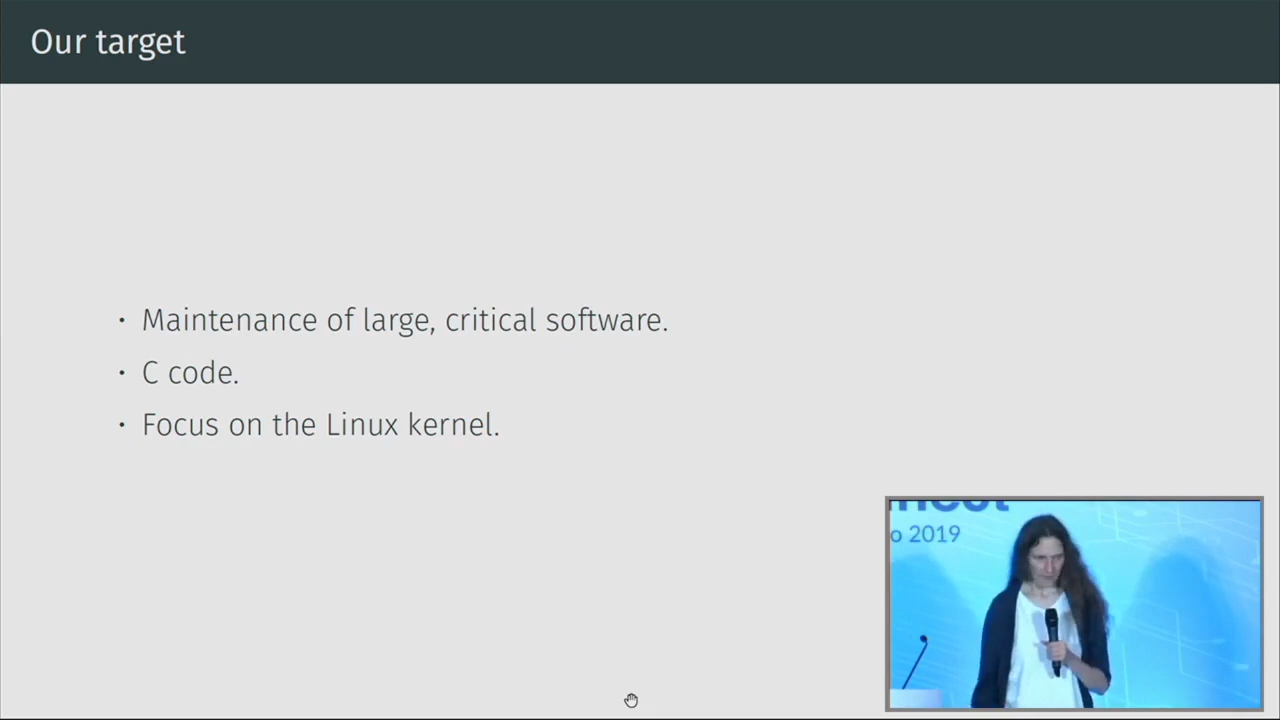 Our target
• Maintenance of large, critical software.
• C code.
• Focus on the Linux kernel.
o 2019